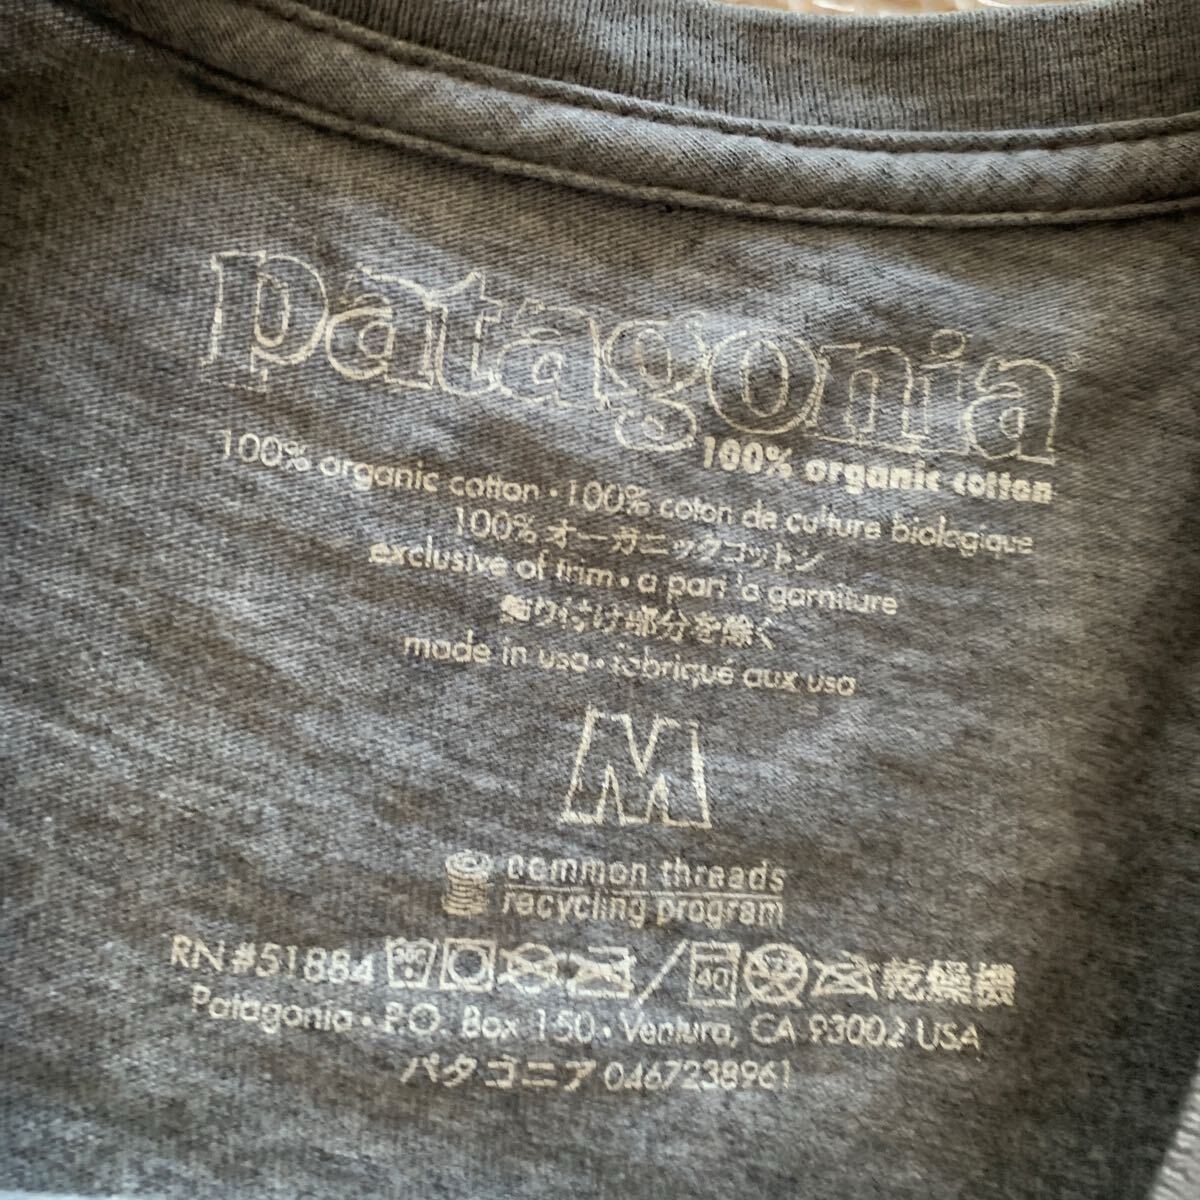 patagonia
100% organic cotton
100% organic cotton • 100% coton de culture biologique
100% オーガニックコットン
exclusive of trim • a part la garniture
飾り付け部分を除く
made in usa • fabriqué aux usa
M
common threads
recycling program
RN#51884 / 40 乾燥機
Patagonia • P.O. Box 150 • Ventura, CA 93002 USA
パタゴニア 0467238961